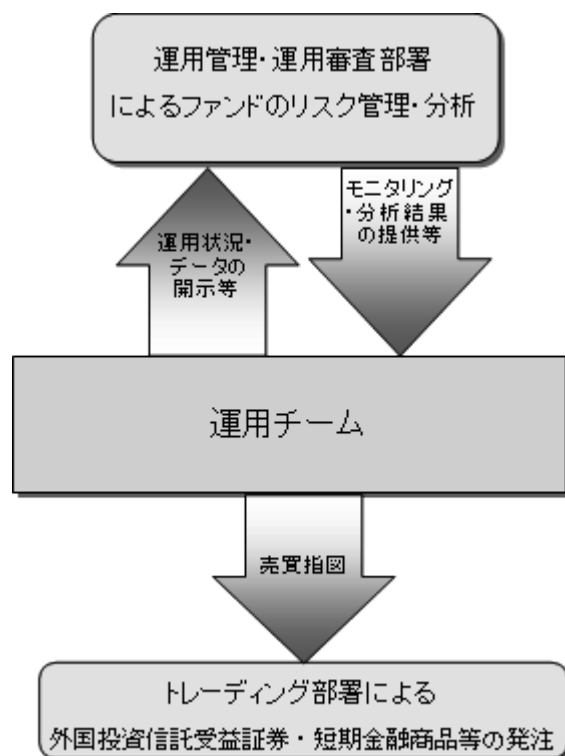 運用管理・運用審査部署
によるファンドのリスク管理・分析
モニタリング
・分析結果
の提供等
運用状況・
データの
開示等
運用チーム
売買指図
トレーディング部署による
外国投資信託受益証券・短期金融商品等の発注